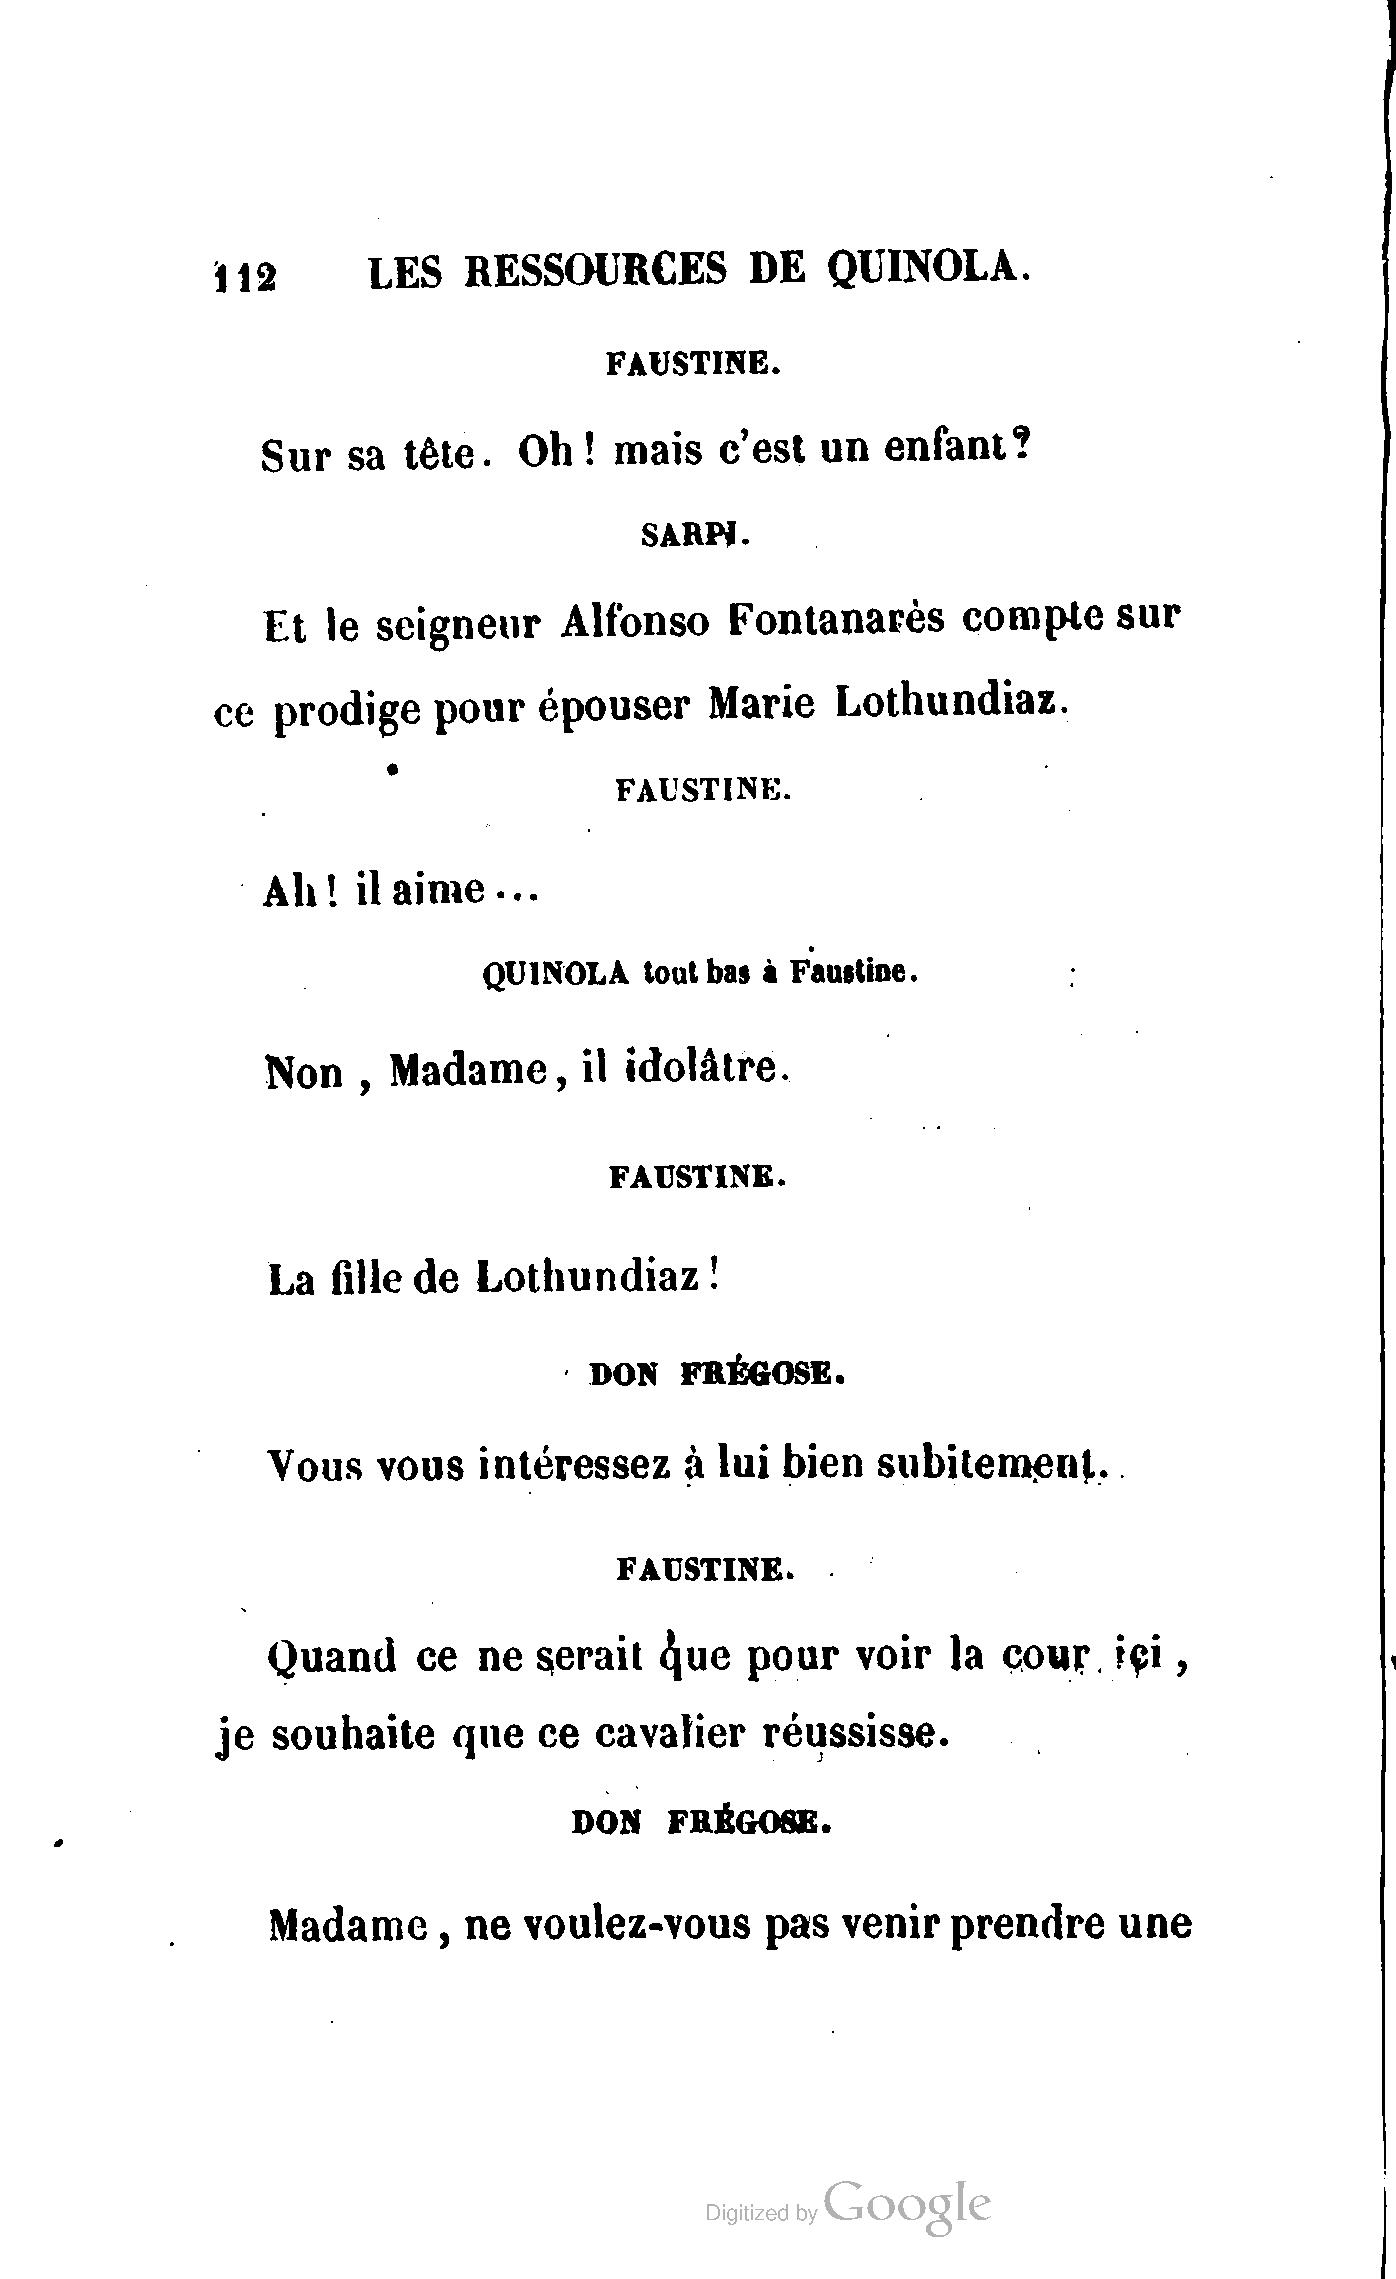 112 LES RESSOURCES DE QUINOLA.
FAUSTINE.
Sur sa tête. Oh ! mais c'est un enfant ?
SARPI.
Et le seigneur Alfonso Fontanarès compte sur
ce prodige pour épouser Marie Lothundiaz.
FAUSTINE.
Ah ! il aime ...
QUINOLA tout bas à Faustine.
Non , Madame , il idolâtre.
FAUSTINE.
La fille de Lothundiaz !
DON FRÉGOSE.
Vous vous intéressez à lui bien subitement.
FAUSTINE.
Quand ce ne serait que pour voir la cour ici ,
je souhaite que ce cavalier réussisse.
DON FRÉGOSE.
Madame , ne voulez-vous pas venir prendre une
Digitized by Google